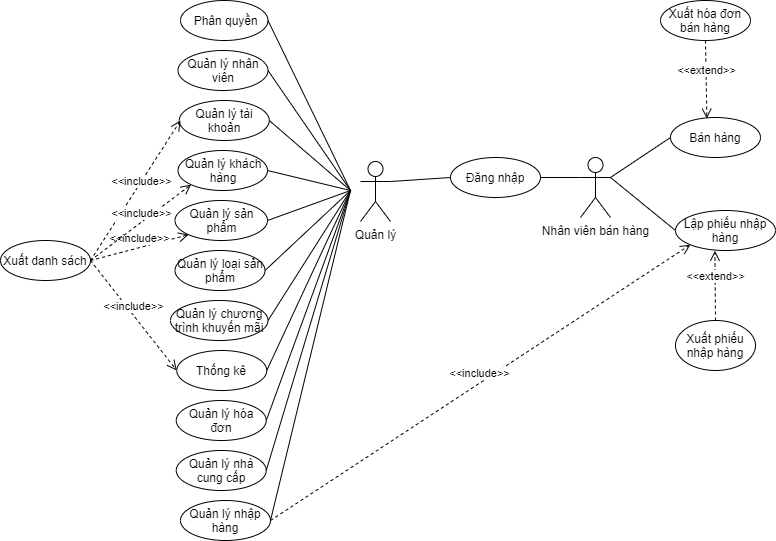 Phân quyền
Quản lý nhân
viên
Quản lý tài
khoản
Quản lý khách
hàng
Quản lý sản
phẩm
Quản lý loại sản
phẩm
Quản lý chương
trình khuyến mãi
Thống kê
Quản lý hóa
đơn
Quản lý nhà
cung cấp
Quản lý nhập
hàng
Xuất danh sách
<<include>>
<<include>>
<<include>>
<<include>>
Quản lý
Đăng nhập
Nhân viên bán hàng
Xuất hóa đơn
bán hàng
<<extend>>
Bán hàng
Lập phiếu nhập
hàng
<<extend>>
Xuất phiếu
nhập hàng
<<include>>